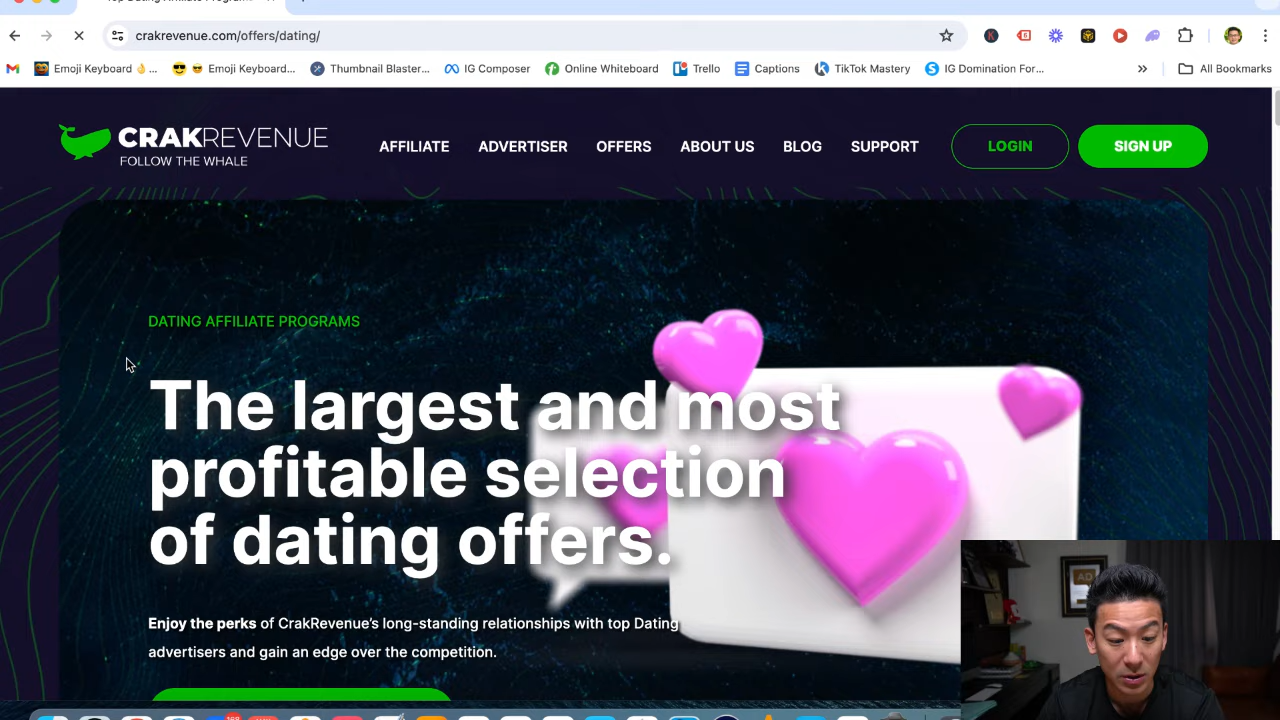 crakrevenue.com/offers/dating/
Emoji Keyboard 👌 ...
Emoji Keyboard...
Thumbnail Blaster...
IG Composer
Online Whiteboard
Trello
Captions
TikTok Mastery
IG Domination For...
All Bookmarks
CRAKREVENUE
FOLLOW THE WHALE
AFFILIATE
ADVERTISER
OFFERS
ABOUT US
BLOG
SUPPORT
LOGIN
SIGN UP
DATING AFFILIATE PROGRAMS
The largest and most
profitable selection
of dating offers.
Enjoy the perks of CrakRevenue's long-standing relationships with top Dating
advertisers and gain an edge over the competition.